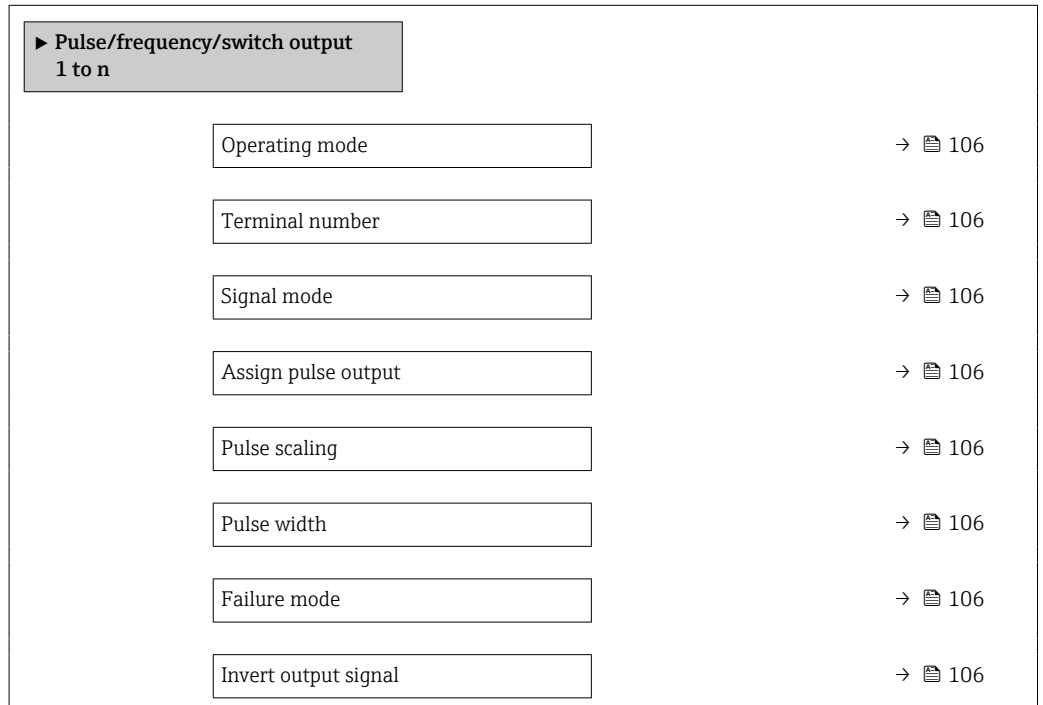 ► Pulse/frequency/switch output
1 to n
Operating mode → 106
Terminal number → 106
Signal mode → 106
Assign pulse output → 106
Pulse scaling → 106
Pulse width → 106
Failure mode → 106
Invert output signal → 106